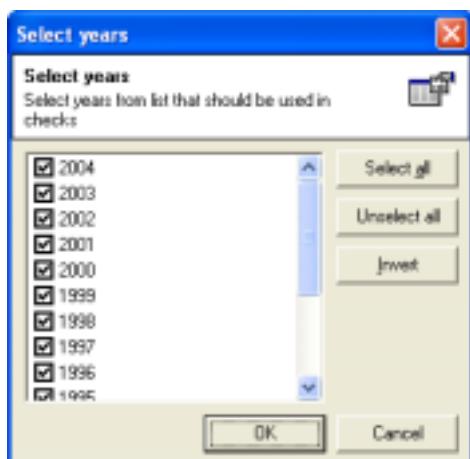 Select years
Select years
Select years from list that should be used in
checks
2004
2003
2002
2001
2000
1999
1998
1997
1996
1995
Select all
Unselect all
Invert
OK
Cancel